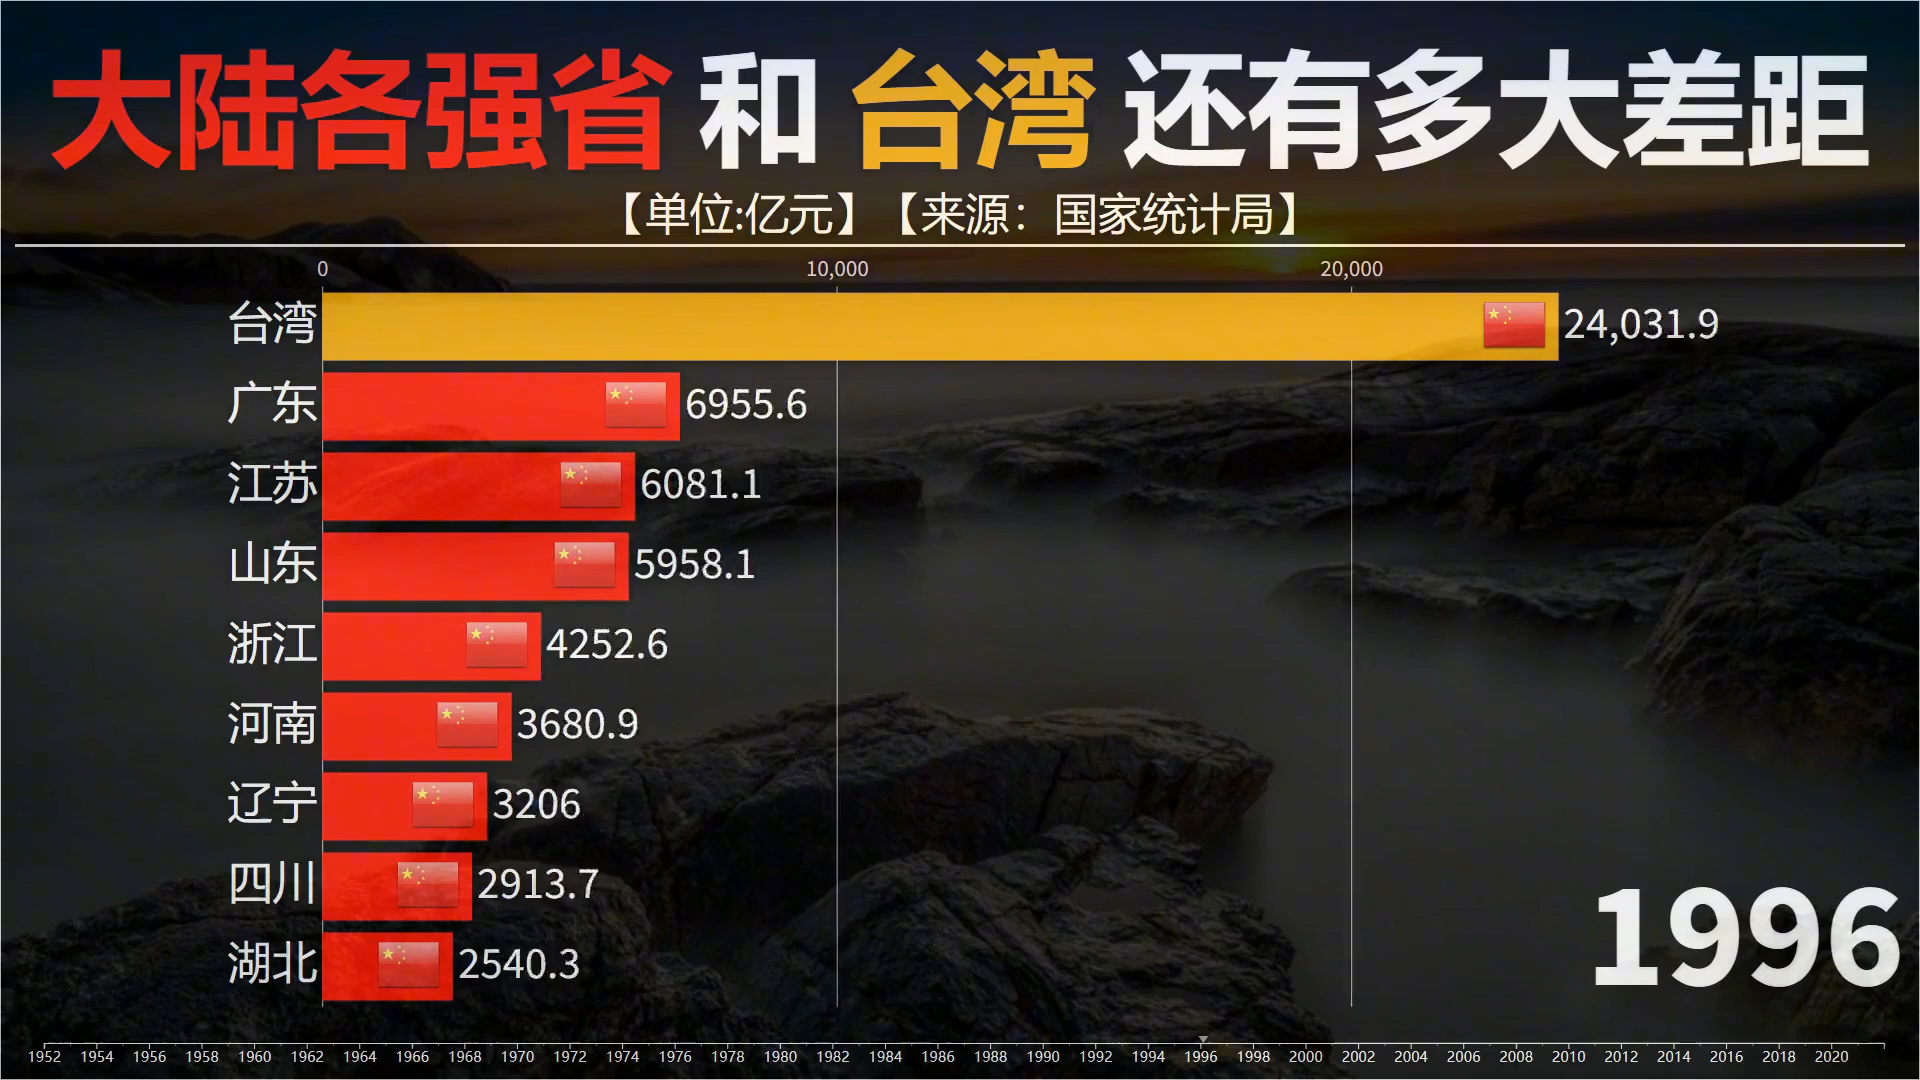 大陆各强省 和 台湾 还有多大差距
【单位:亿元】【来源：国家统计局】
0 10,000 20,000
台湾 24,031.9
广东 6955.6
江苏 6081.1
山东 5958.1
浙江 4252.6
河南 3680.9
辽宁 3206
四川 2913.7
湖北 2540.3
1996
1952 1954 1956 1958 1960 1962 1964 1966 1968 1970 1972 1974 1976 1978 1980 1982 1984 1986 1988 1990 1992 1994 1996 1998 2000 2002 2004 2006 2008 2010 2012 2014 2016 2018 2020